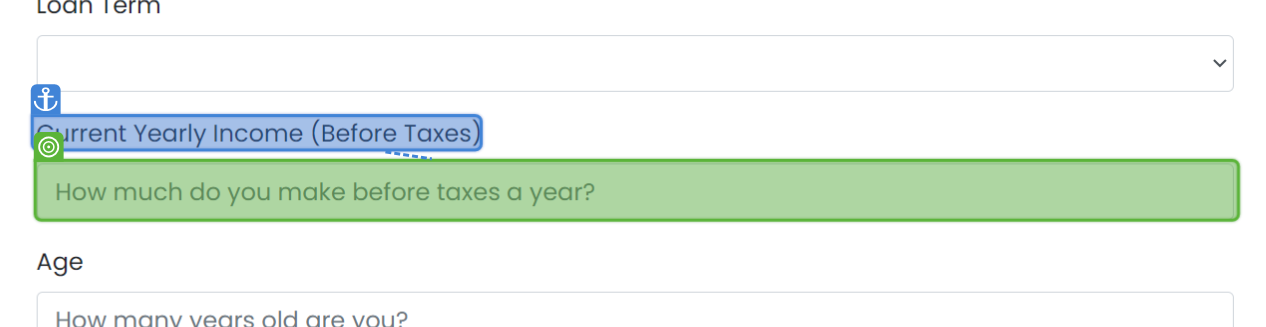 Loan Term
Current Yearly Income (Before Taxes)
How much do you make before taxes a year?
Age
How many years old are you?